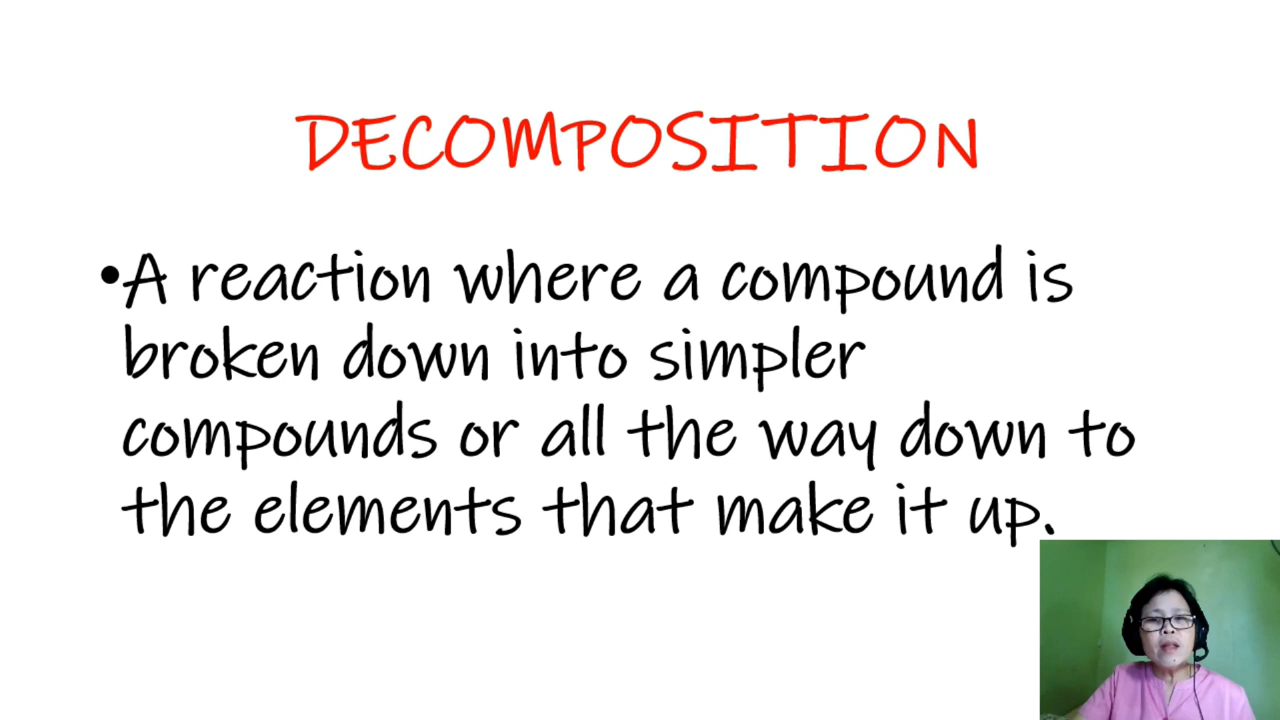 DECOMPOSITION
•A reaction where a compound is
broken down into simpler
compounds or all the way down to
the elements that make it up.